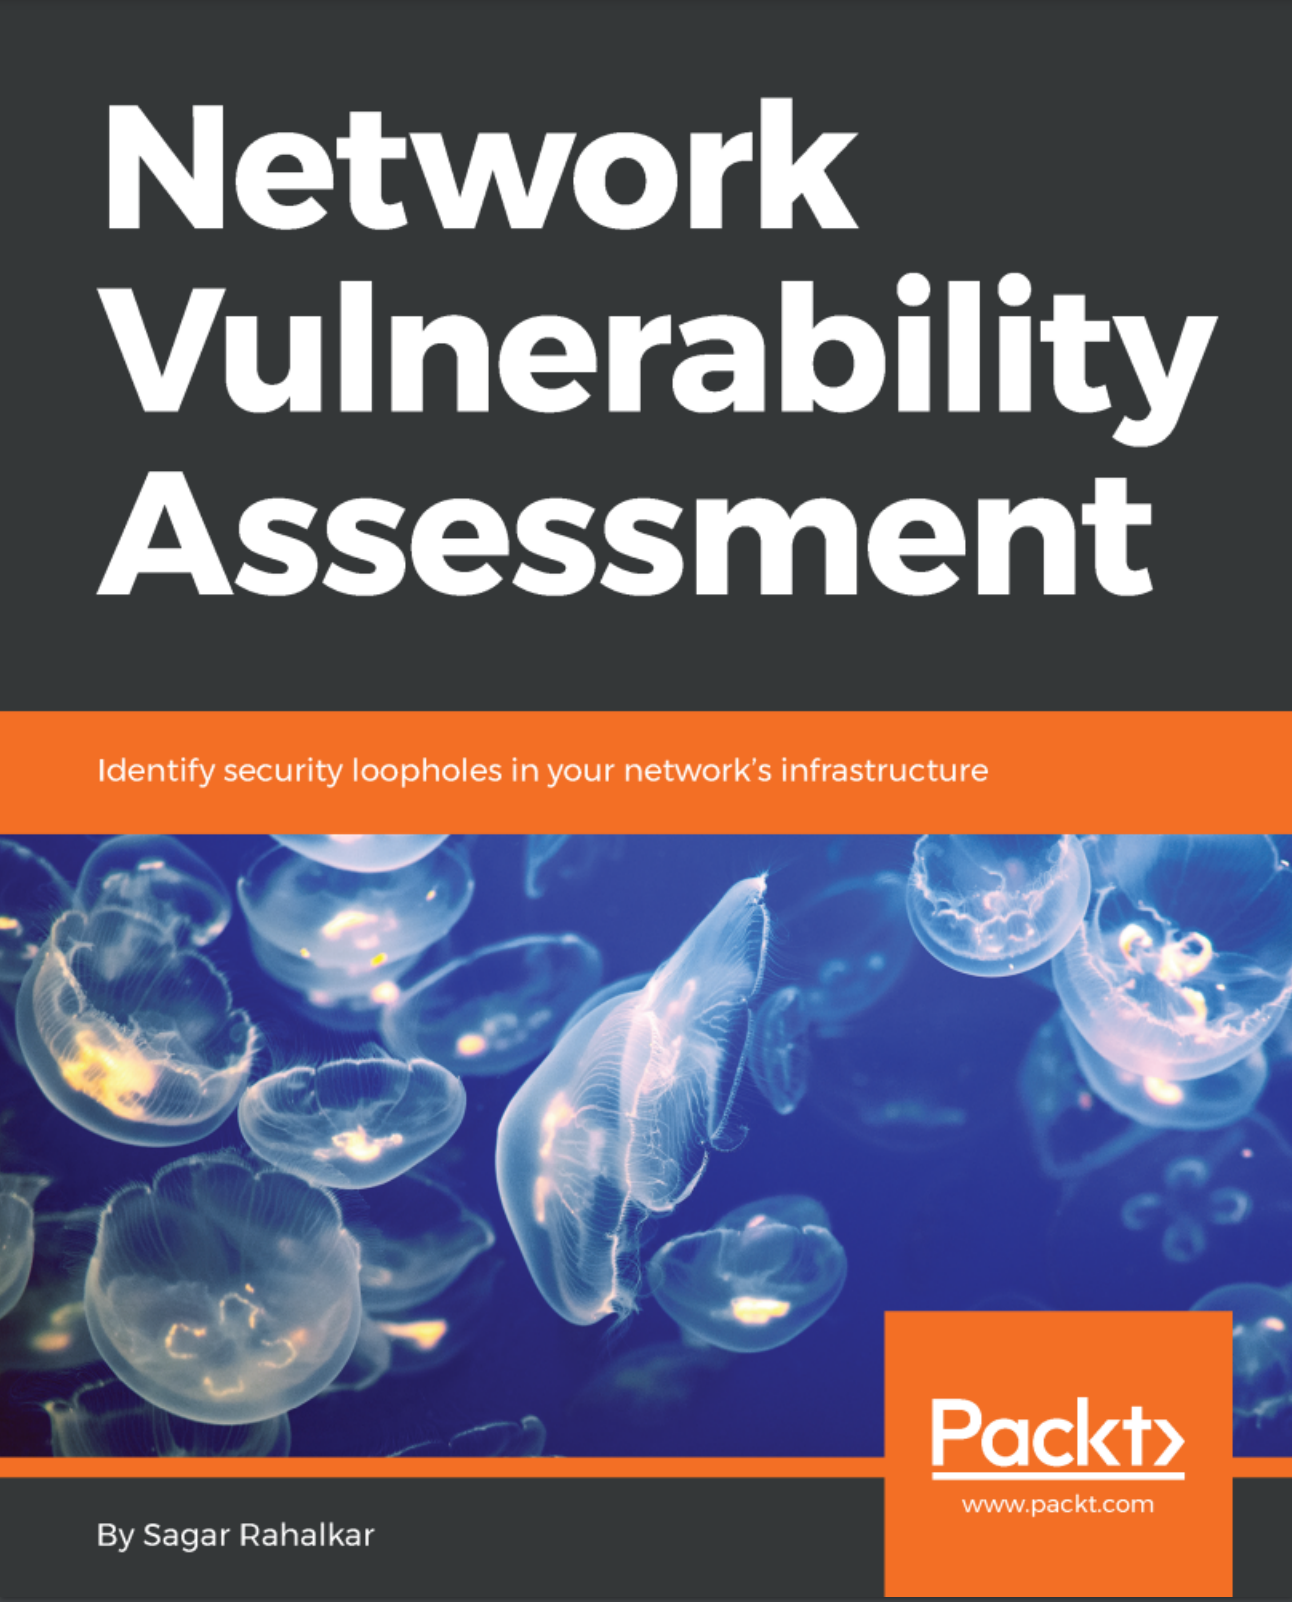 Network
Vulnerability
Assessment
Identify security loopholes in your network's infrastructure
Packt>
www.packt.com
By Sagar Rahalkar